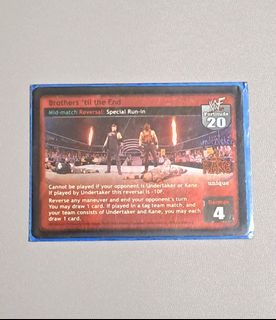 Brothers 'til the End
Mid-match Reversal: Special Run-in
Fortitude
20
KANE
unique
Cannot be played if your opponent is Undertaker or Kane.
If played by Undertaker this reversal is -10F.
Reverse any maneuver and end your opponent's turn.
You may draw 1 card. If played in a tag team match, and
your team consists of Undertaker and Kane, you may each
draw 1 card.
Damage
4